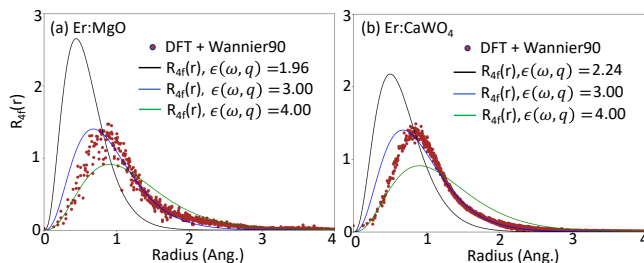 (a) Er:MgO
DFT + Wannier90
R₄f(r), ϵ(ω, q) =1.96
R₄f(r), ϵ(ω, q) =3.00
R₄f(r), ϵ(ω, q) =4.00
R₄f(r)
3
2
1
0
0 1 2 3 4
Radius (Ang.)
(b) Er:CaWO₄
DFT + Wannier90
R₄f(r),ϵ(ω, q) =2.24
R₄f(r), ϵ(ω, q) =3.00
R₄f(r), ϵ(ω, q) =4.00
3
2
1
0
0 1 2 3 4
Radius (Ang.)